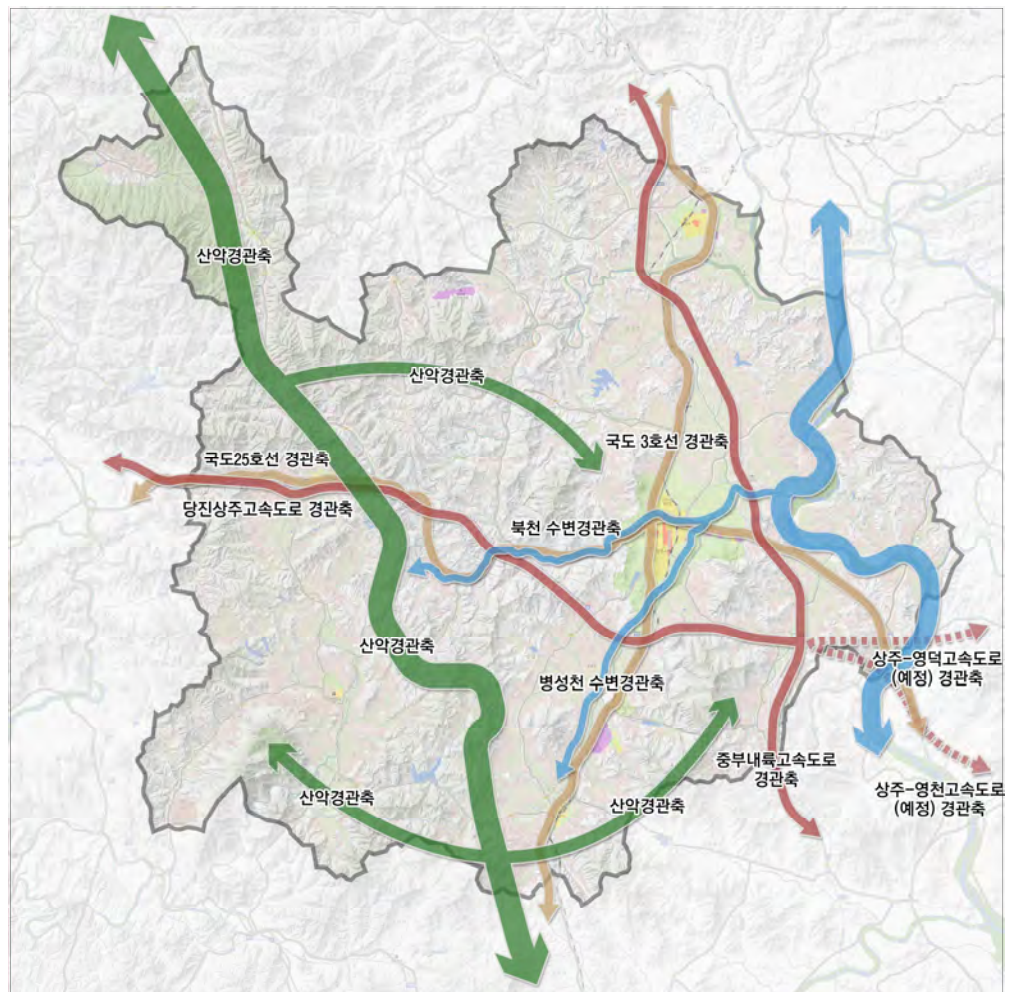 산악경관축
산악경관축
국도 3호선 경관축
국도25호선 경관축
당진상주고속도로 경관축
북천 수변경관축
산악경관축
상주-영덕고속도로
(예정) 경관축
병성천 수변경관축
중부내륙고속도로
경관축
상주-영천고속도로
(예정) 경관축
산악경관축
산악경관축